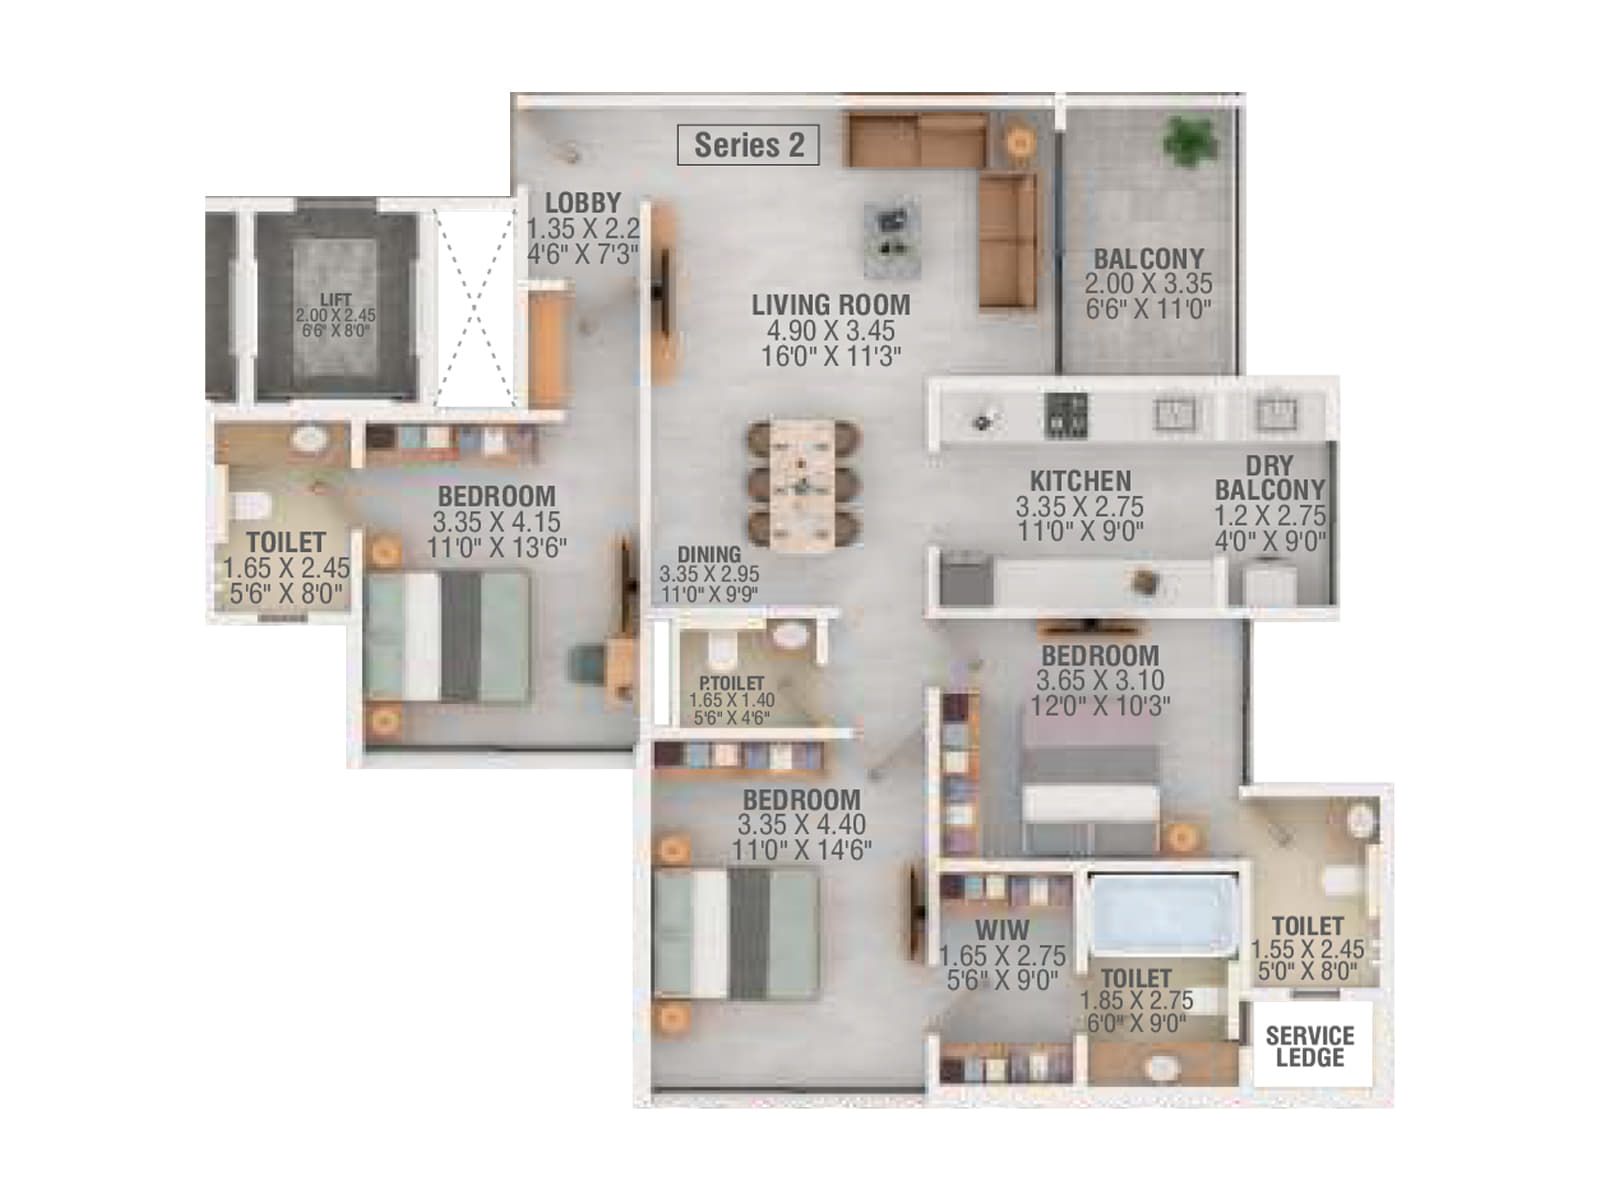 Series 2
LOBBY
1.35 X 2.2
4'6" X 7'3"
LIFT
2.00 X 2.45
6'6" X 8'0"
LIVING ROOM
4.90 X 3.45
16'0" X 11'3"
BALCONY
2.00 X 3.35
6'6" X 11'0"
BEDROOM
3.35 X 4.15
11'0" X 13'6"
TOILET
1.65 X 2.45
5'6" X 8'0"
DINING
3.35 X 2.95
11'0" X 9'9"
KITCHEN
3.35 X 2.75
11'0" X 9'0"
DRY
BALCONY
1.2 X 2.75
4'0" X 9'0"
P.TOILET
1.65 X 1.40
5'6" X 4'6"
BEDROOM
3.65 X 3.10
12'0" X 10'3"
BEDROOM
3.35 X 4.40
11'0" X 14'6"
WIW
1.65 X 2.75
5'6" X 9'0"
TOILET
1.85 X 2.75
6'0" X 9'0"
TOILET
1.55 X 2.45
5'0" X 8'0"
SERVICE
LEDGE